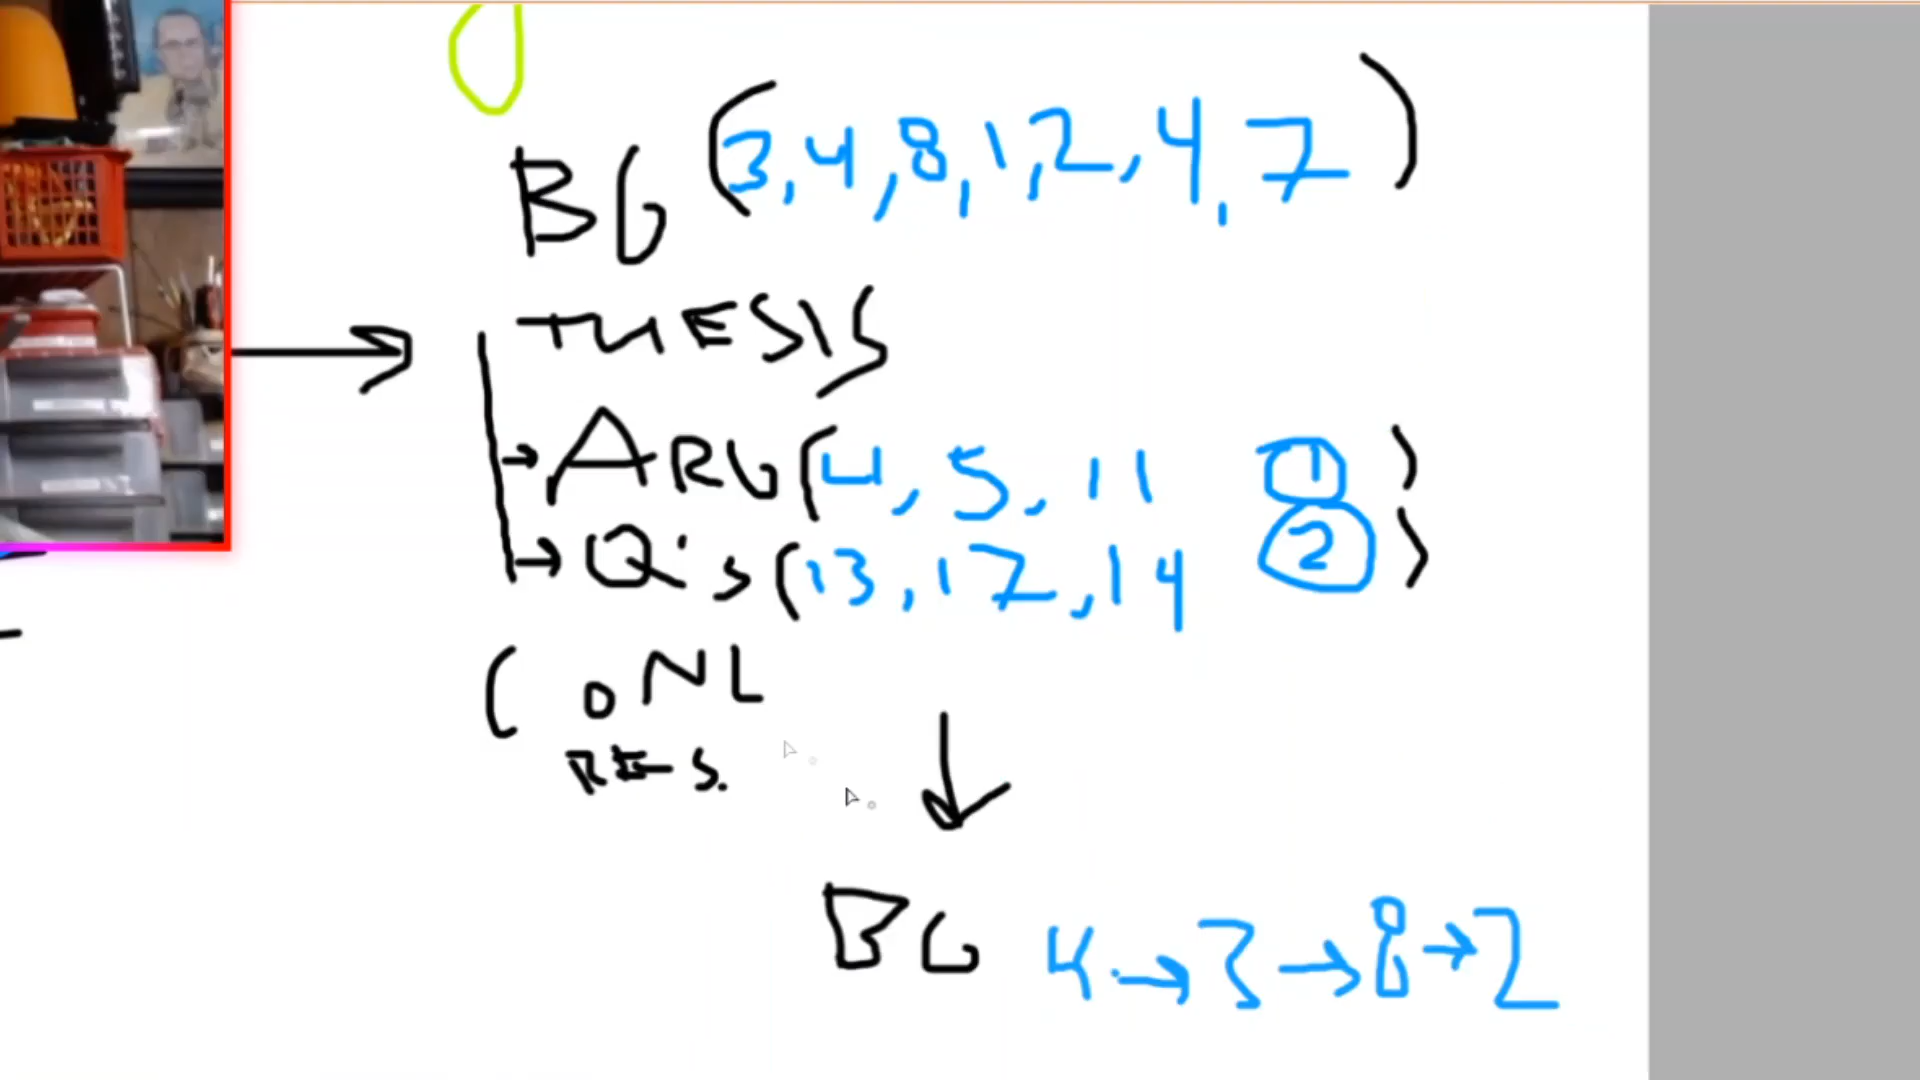 BG (3, 4, 8, 1, 2, 4, 7)
THESIS
→ ARG (4, 5, 11 1)
→ Q's (13, 12, 14 2)
CONL
RES.
↓
BG 4 → 3 → 8 → 2